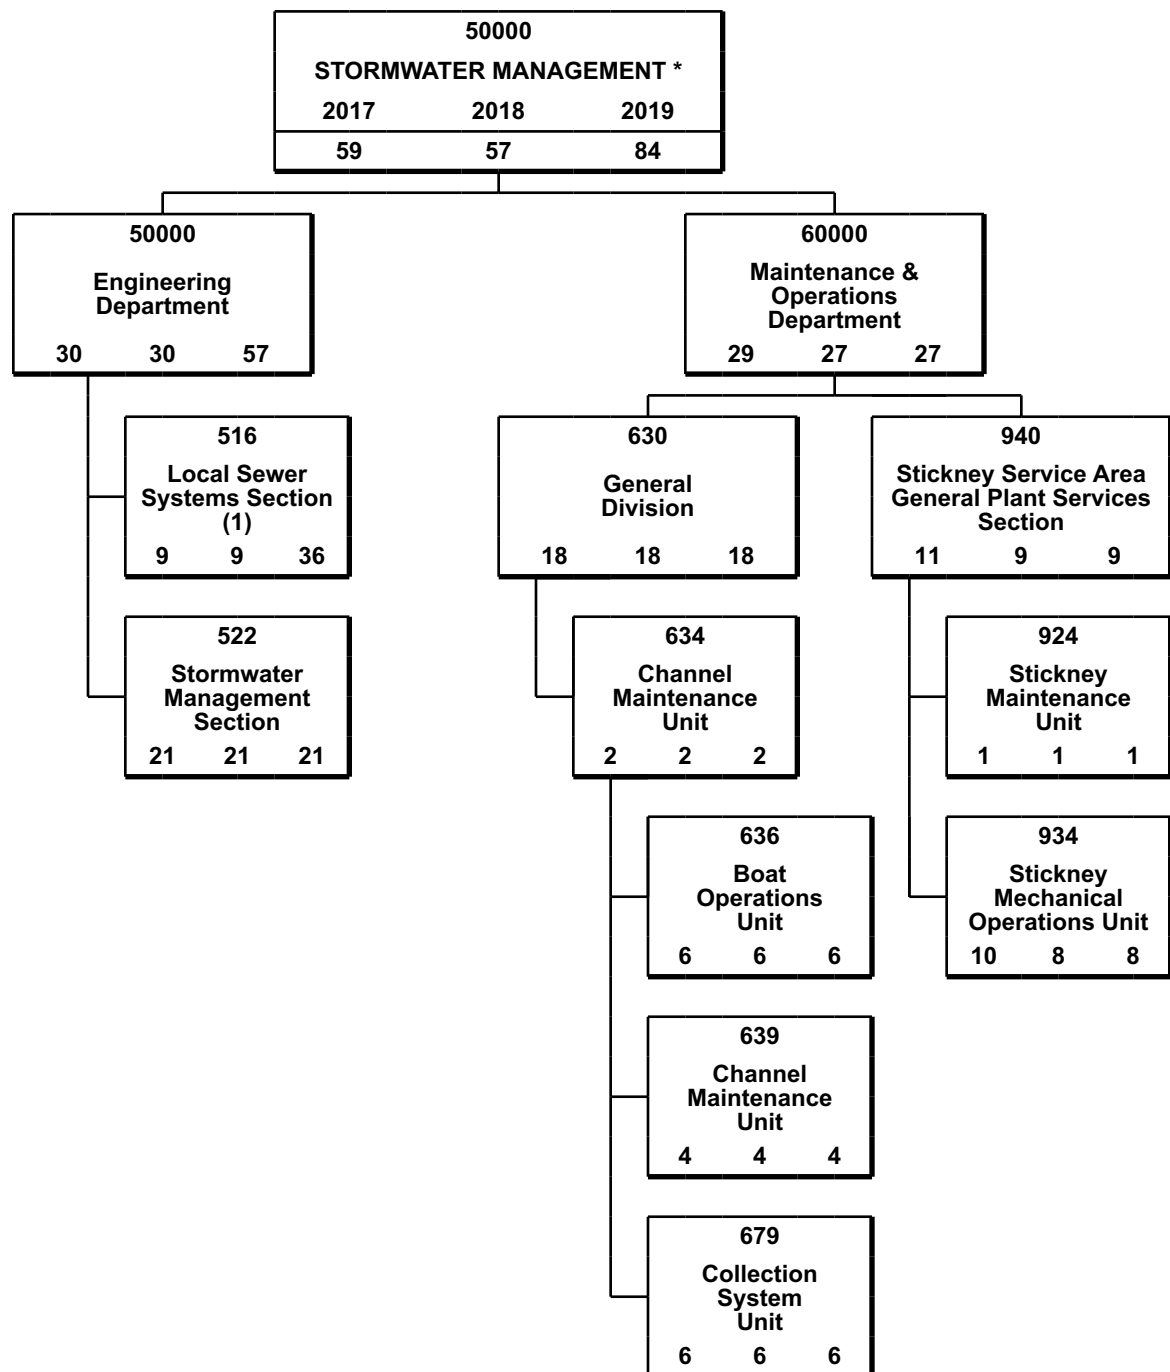 50000
STORMWATER MANAGEMENT *
2017 2018 2019
59 57 84
50000
Engineering
Department
30 30 57
60000
Maintenance &
Operations
Department
29 27 27
516
Local Sewer
Systems Section
(1)
9 9 36
522
Stormwater
Management
Section
21 21 21
630
General
Division
18 18 18
634
Channel
Maintenance
Unit
2 2 2
636
Boat
Operations
Unit
6 6 6
639
Channel
Maintenance
Unit
4 4 4
679
Collection
System
Unit
6 6 6
940
Stickney Service Area
General Plant Services
Section
11 9 9
924
Stickney
Maintenance
Unit
1 1 1
934
Stickney
Mechanical
Operations Unit
10 8 8